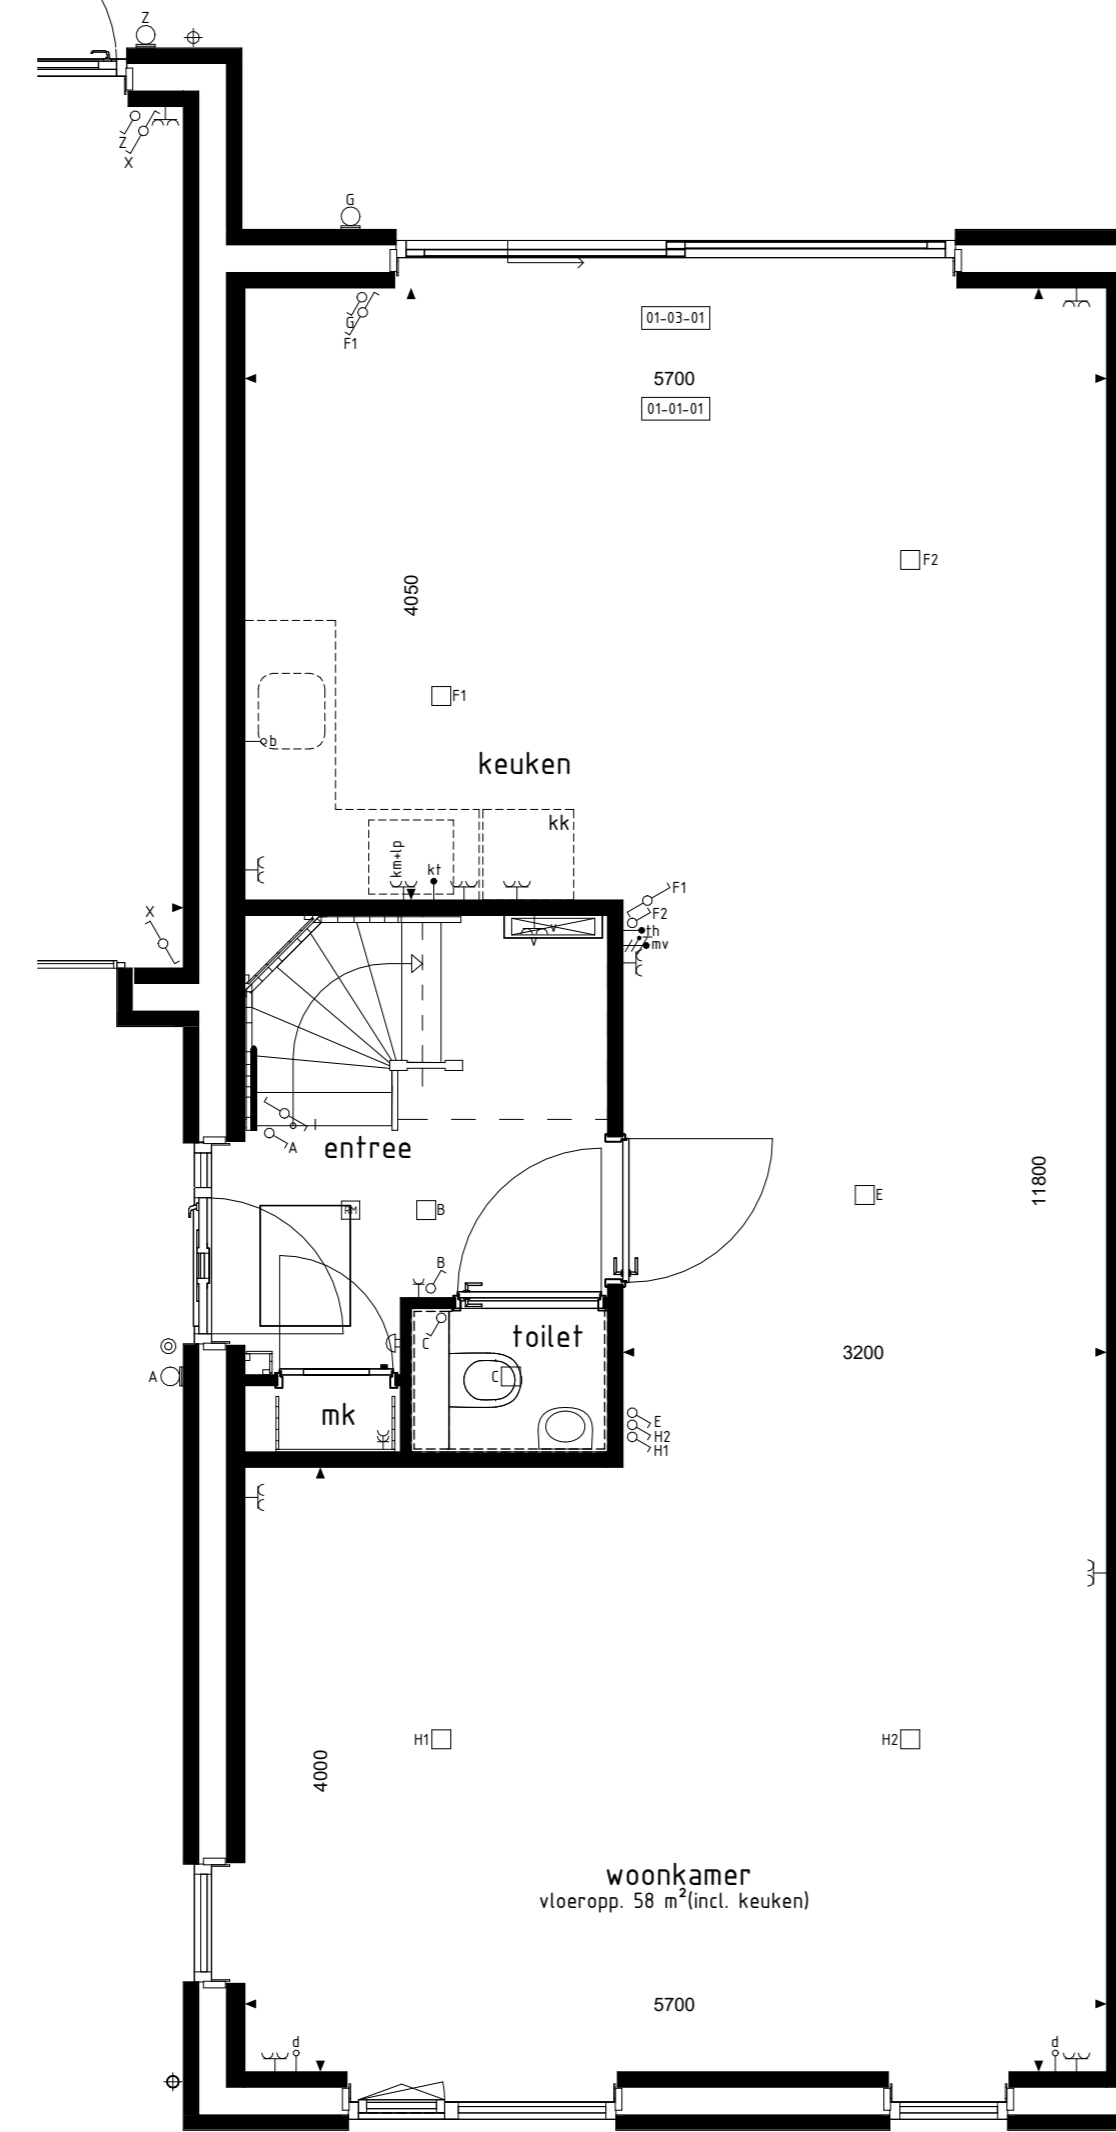 Z
Z
X
G
G
F1
01-03-01
5700
01-01-01
F2
4050
F1
b
keuken
kk
km+lp
kt
F1
F2
th
mv
X
v
v
A
entree
11800
RM
B
E
B
C
toilet
3200
A
C
mk
E
H2
H1
H1
H2
4000
woonkamer
vloeropp. 58 m²(incl. keuken)
5700
d
d